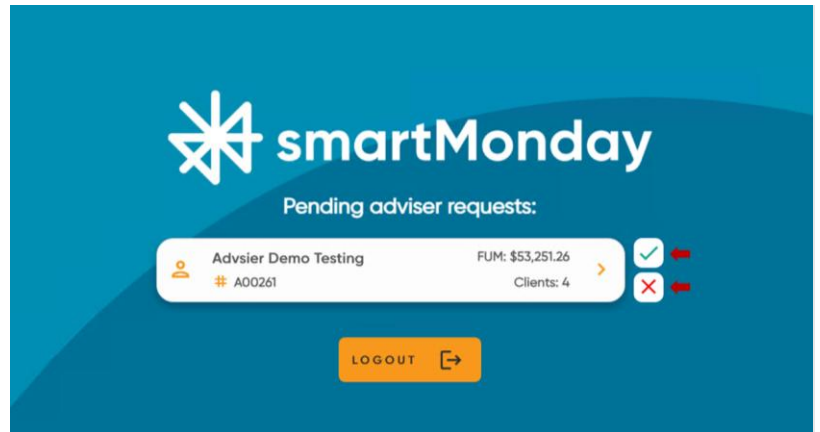 smartMonday
Pending adviser requests:
Advsier Demo Testing
FUM: $53,251.26
# A00261
Clients: 4
LOGOUT